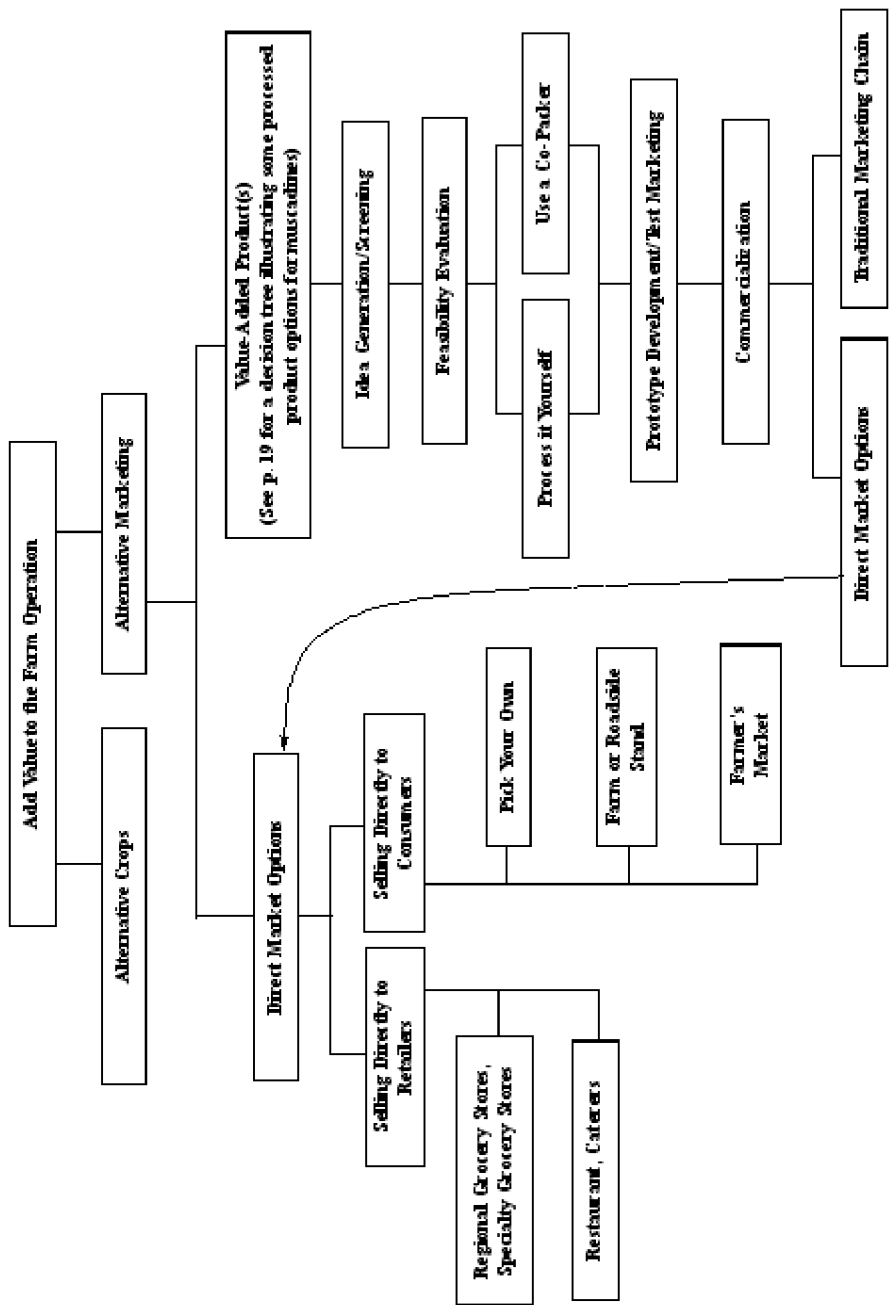 Add Value to the Farm Operation
Alternative Crops
Alternative Marketing
Direct Market Options
Value-Added Product(s)
(See p. 19 for a decision tree illustrating some processed
product options for muscadines)
Selling Directly to
Retailers
Selling Directly to
Consumers
Idea Generation/Screening
Feasibility Evaluation
Regional Grocery Stores,
Specialty Grocery Stores
Pick Your Own
Process it Yourself
Use a Co-Packer
Restaurant, Caterers
Farm or Roadside
Stand
Prototype Development/Test Marketing
Farmer's
Market
Commercialization
Direct Market Options
Traditional Marketing Chain